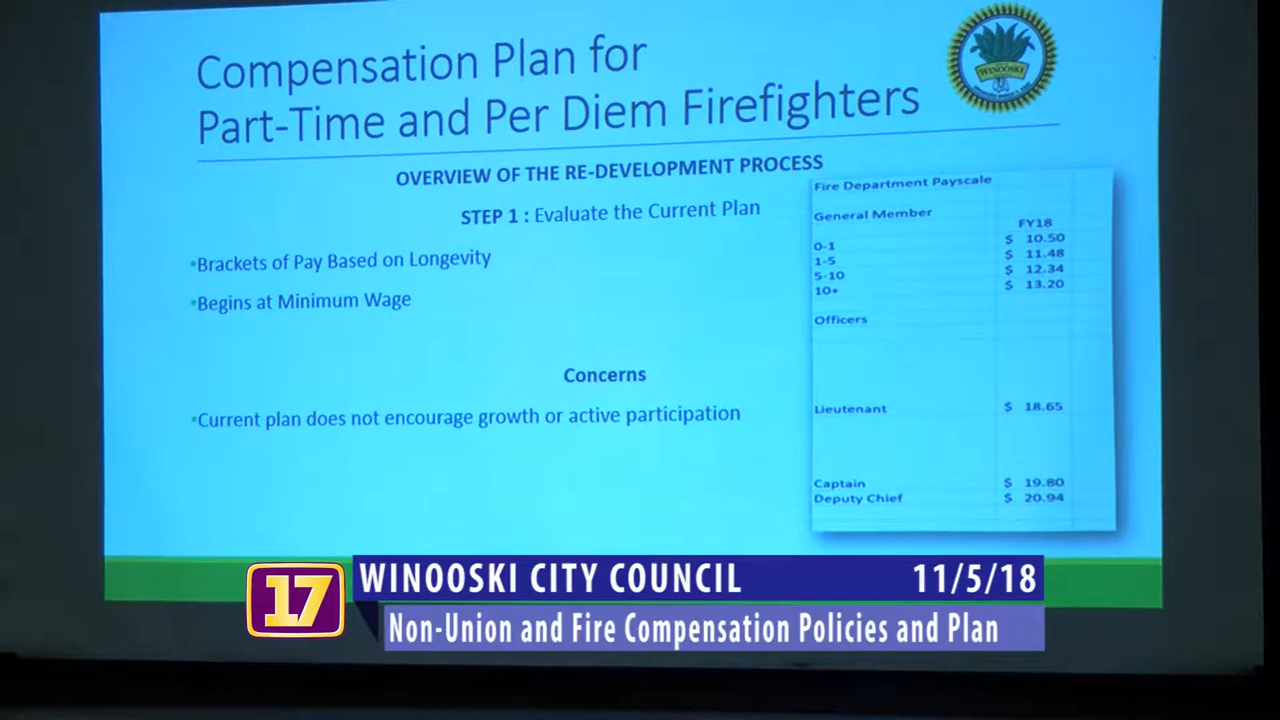 Compensation Plan for
Part-Time and Per Diem Firefighters
WINOOSKI
OVERVIEW OF THE RE-DEVELOPMENT PROCESS
STEP 1 : Evaluate the Current Plan
•Brackets of Pay Based on Longevity
•Begins at Minimum Wage
Concerns
•Current plan does not encourage growth or active participation
Fire Department Payscale
General Member
FY18
0-1 $ 10.50
1-5 $ 11.48
5-10 $ 12.34
10+ $ 13.20
Officers
Lieutenant $ 18.65
Captain $ 19.80
Deputy Chief $ 20.94
17
WINOOSKI CITY COUNCIL 11/5/18
Non-Union and Fire Compensation Policies and Plan